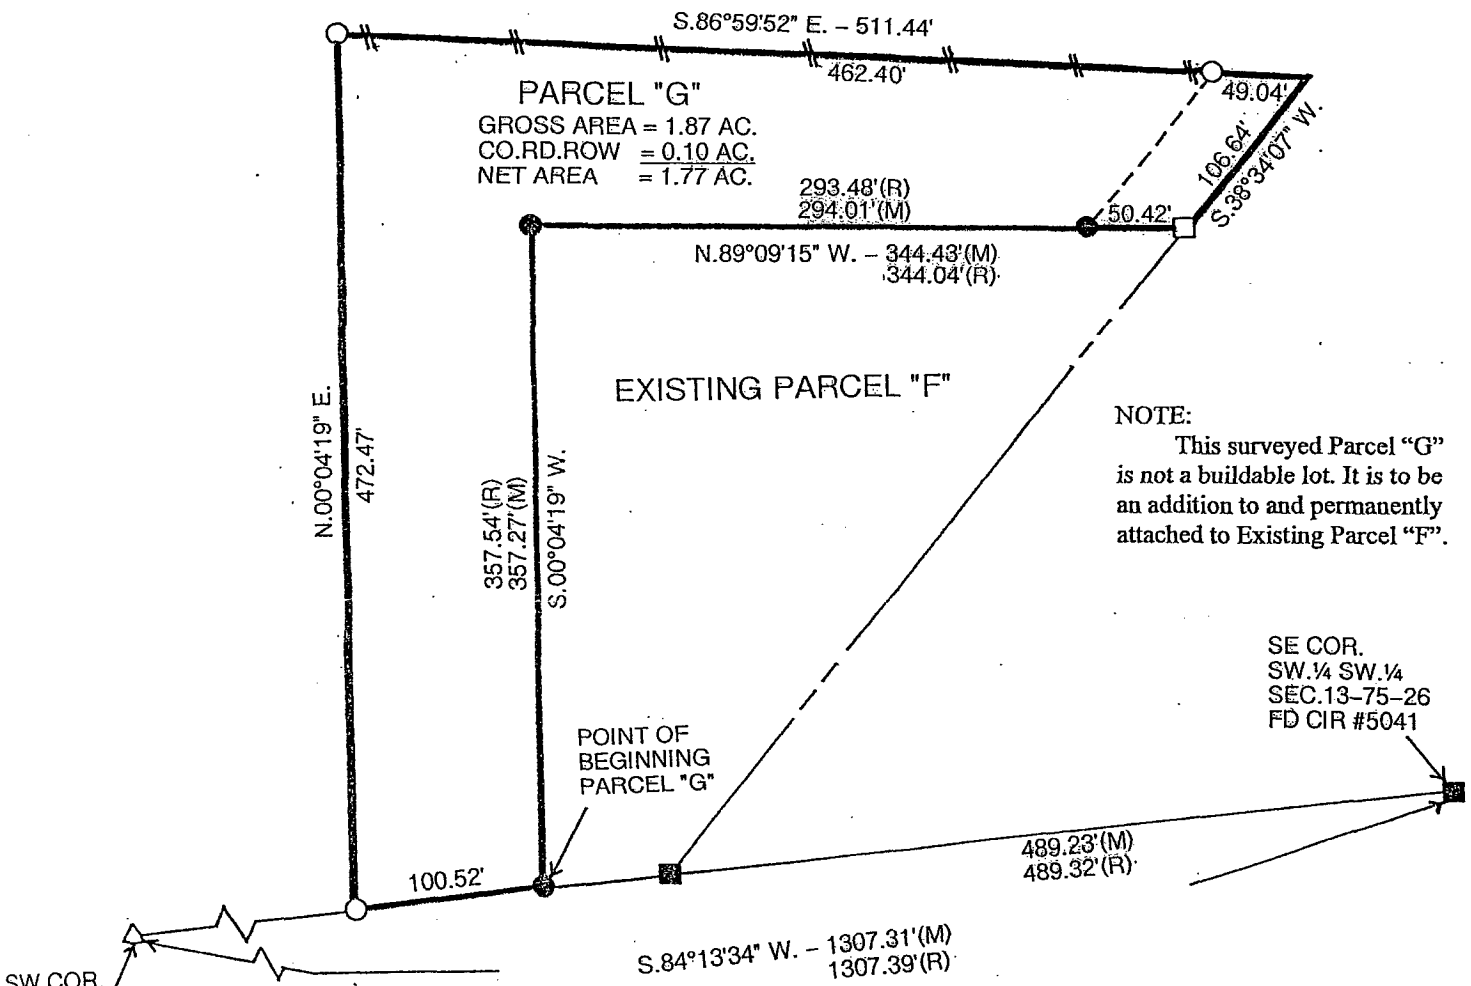 S.86°59'52" E. – 511.44'
462.40'
49.04'
PARCEL "G"
GROSS AREA = 1.87 AC.
CO.RD.ROW = 0.10 AC.
NET AREA = 1.77 AC.
106.64'
S.38°34'07" W.
293.48'(R)
294.01'(M)
50.42'
N.89°09'15" W. – 344.43'(M)
344.04'(R)
EXISTING PARCEL "F"
N.00°04'19" E.
472.47'
357.54'(R)
357.27'(M)
S.00°04'19" W.
NOTE:
This surveyed Parcel “G”
is not a buildable lot. It is to be
an addition to and permanently
attached to Existing Parcel “F”.
SE COR.
SW.¼ SW.¼
SEC.13–75–26
FD CIR #5041
POINT OF
BEGINNING
PARCEL "G"
100.52'
489.23'(M)
489.32'(R)
S.84°13'34" W. – 1307.31'(M)
1307.39'(R)
SW COR.